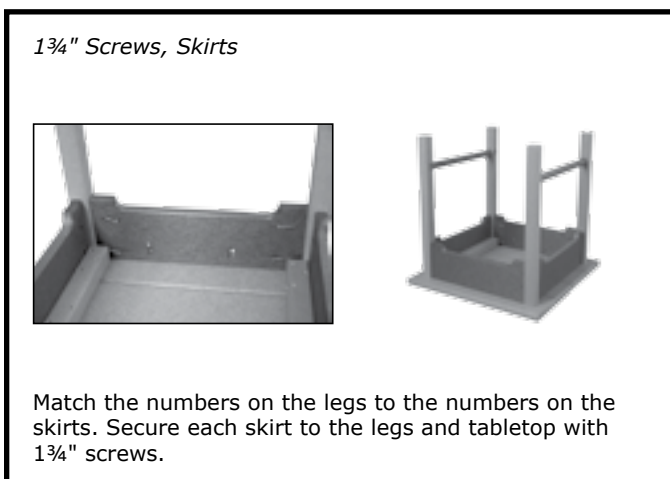 1¾" Screws, Skirts
Match the numbers on the legs to the numbers on the
skirts. Secure each skirt to the legs and tabletop with
1¾" screws.